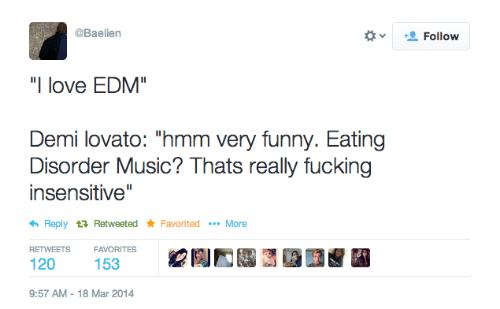 @Baelien
Follow
"I love EDM"
Demi lovato: "hmm very funny. Eating
Disorder Music? Thats really fucking
insensitive"
Reply Retweeted Favorited More
RETWEETS FAVORITES
120 153
9:57 AM - 18 Mar 2014